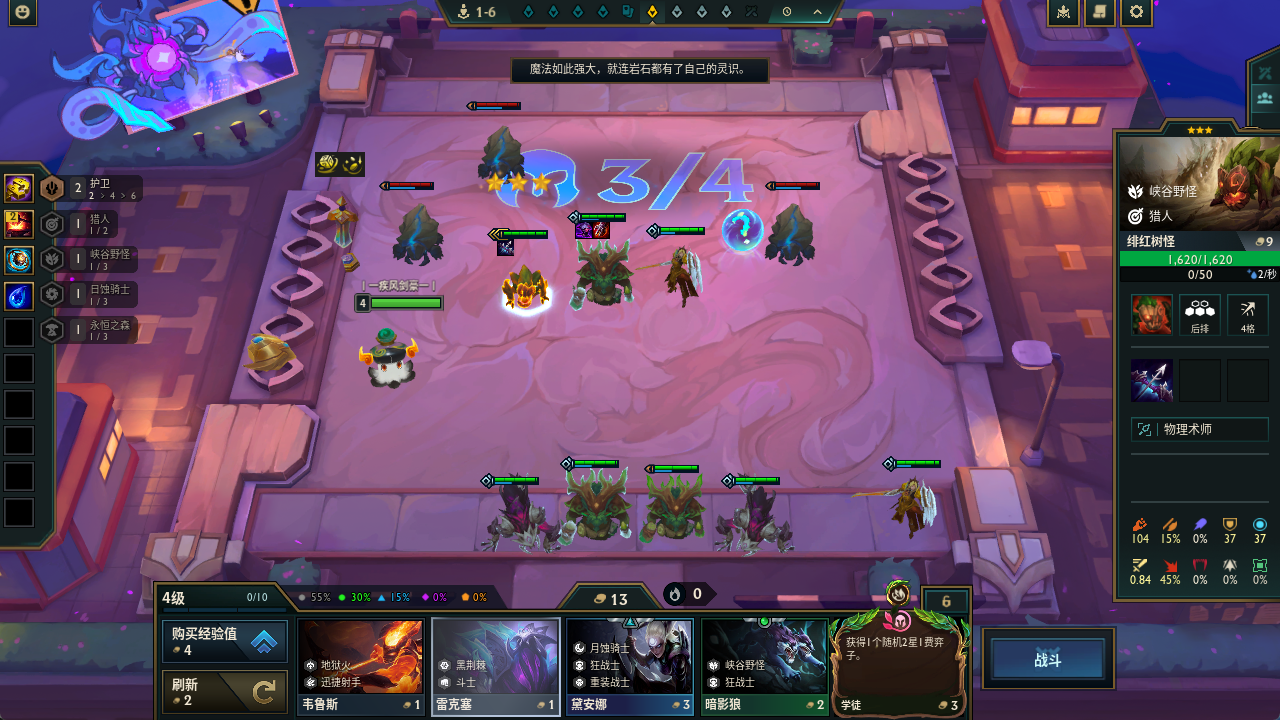 1-6
魔法如此强大，就连岩石都有了自己的灵识。
3/4
2
护卫
2 > 4 > 6
1
猎人
1 / 2
1
峡谷野怪
1 / 3
1
日蚀骑士
1 / 3
1
永恒之森
1 / 3
一疾风剑豪一
4
峡谷野怪
猎人
绯红树怪
9
1,620/1,620
0/50
2/秒
后排
4格
物理术师
104
15%
0%
37
37
0.84
45%
0%
0%
0%
4级
0/10
55%
30%
15%
0%
0%
13
0
6
购买经验值
4
刷新
2
地狱火
迅捷射手
韦鲁斯
1
黑荆棘
斗士
雷克塞
1
月蚀骑士
狂战士
重装战士
黛安娜
3
峡谷野怪
狂战士
暗影狼
2
获得1个随机2星1费弈
子。
学徒
3
战斗